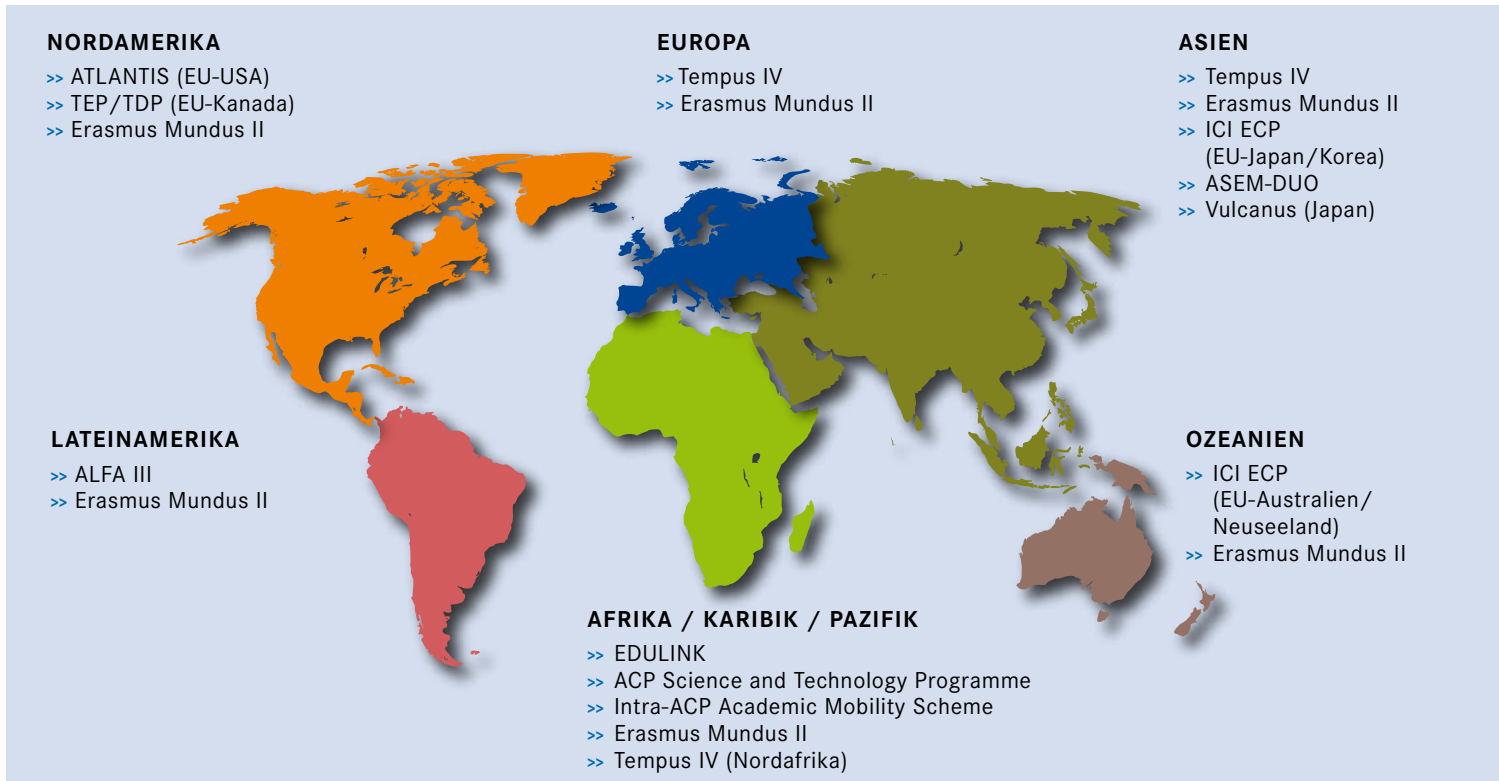 NORDAMERIKA
>> ATLANTIS (EU-USA)
>> TEP/TDP (EU-Kanada)
>> Erasmus Mundus II
EUROPA
>> Tempus IV
>> Erasmus Mundus II
ASIEN
>> Tempus IV
>> Erasmus Mundus II
>> ICI ECP
(EU-Japan/Korea)
>> ASEM-DUO
>> Vulcanus (Japan)
LATEINAMERIKA
>> ALFA III
>> Erasmus Mundus II
OZEANIEN
>> ICI ECP
(EU-Australien/
Neuseeland)
>> Erasmus Mundus II
AFRIKA / KARIBIK / PAZIFIK
>> EDULINK
>> ACP Science and Technology Programme
>> Intra-ACP Academic Mobility Scheme
>> Erasmus Mundus II
>> Tempus IV (Nordafrika)